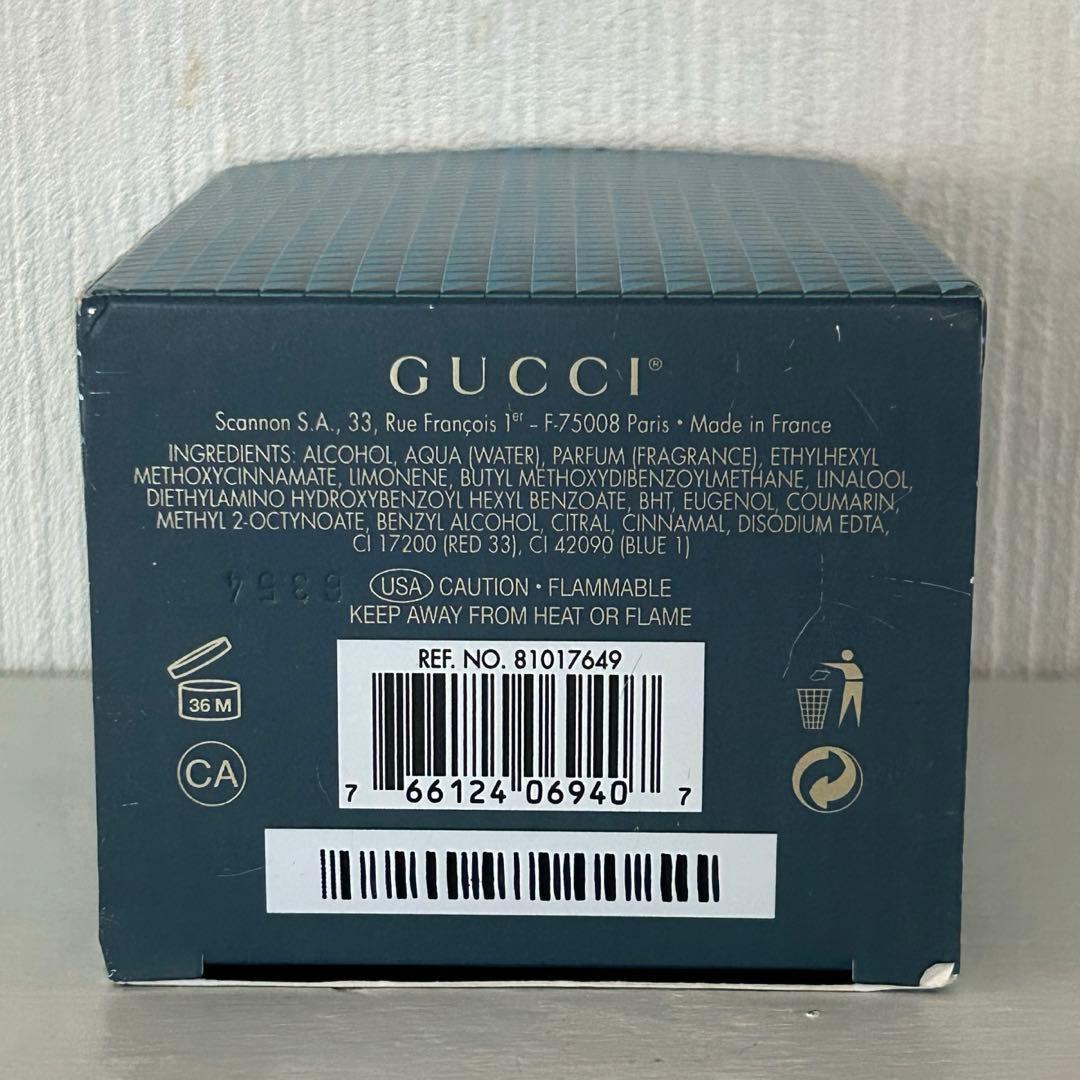 GUCCI®
Scannon S.A., 33, Rue François 1er - F-75008 Paris • Made in France
INGREDIENTS: ALCOHOL, AQUA (WATER), PARFUM (FRAGRANCE), ETHYLHEXYL
METHOXYCINNAMATE, LIMONENE, BUTYL METHOXYDIBENZOYLMETHANE, LINALOOL,
DIETHYLAMINO HYDROXYBENZOYL HEXYL BENZOATE, BHT, EUGENOL, COUMARIN,
METHYL 2-OCTYNOATE, BENZYL ALCOHOL, CITRAL, CINNAMAL, DISODIUM EDTA,
CI 17200 (RED 33), CI 42090 (BLUE 1)
USA CAUTION • FLAMMABLE
KEEP AWAY FROM HEAT OR FLAME
REF. NO. 81017649
36 M
CA
7 66124 06940 7